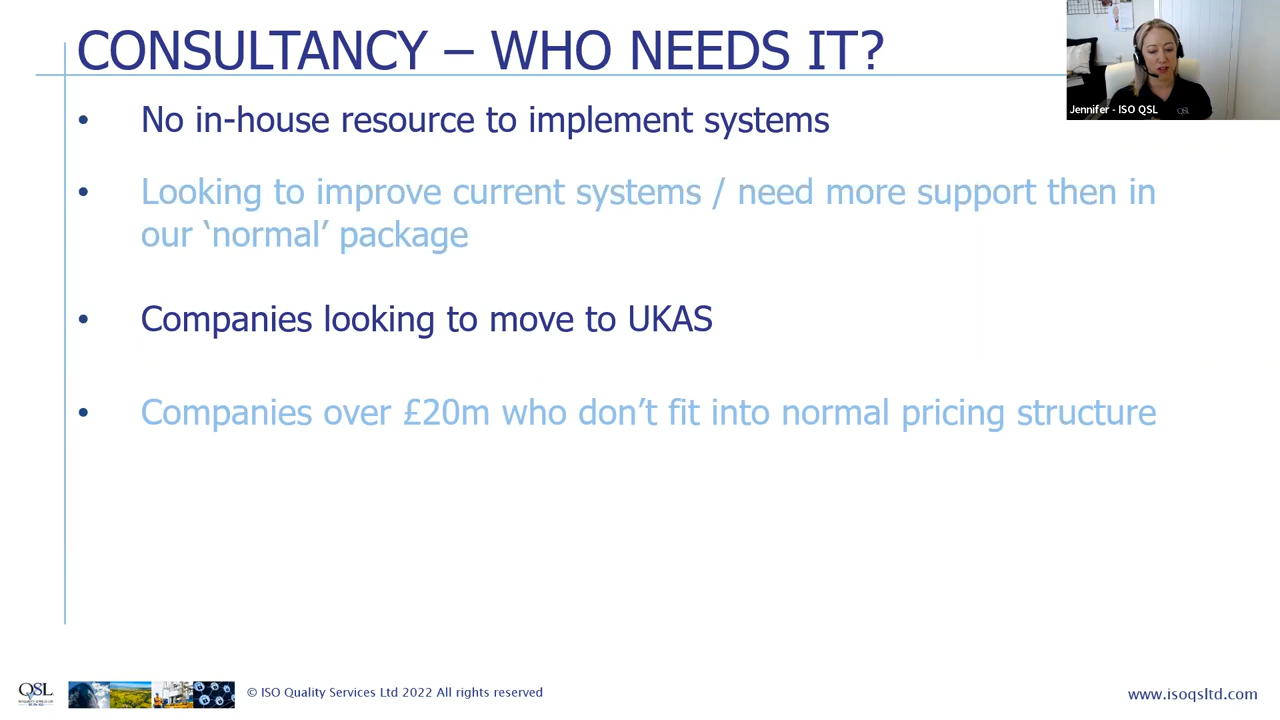 CONSULTANCY – WHO NEEDS IT?
Jennifer - ISO QSL
QSL
• No in-house resource to implement systems
• Looking to improve current systems / need more support then in
our ‘normal’ package
• Companies looking to move to UKAS
• Companies over £20m who don’t fit into normal pricing structure
QSL
© ISO Quality Services Ltd 2022 All rights reserved
www.isoqsltd.com